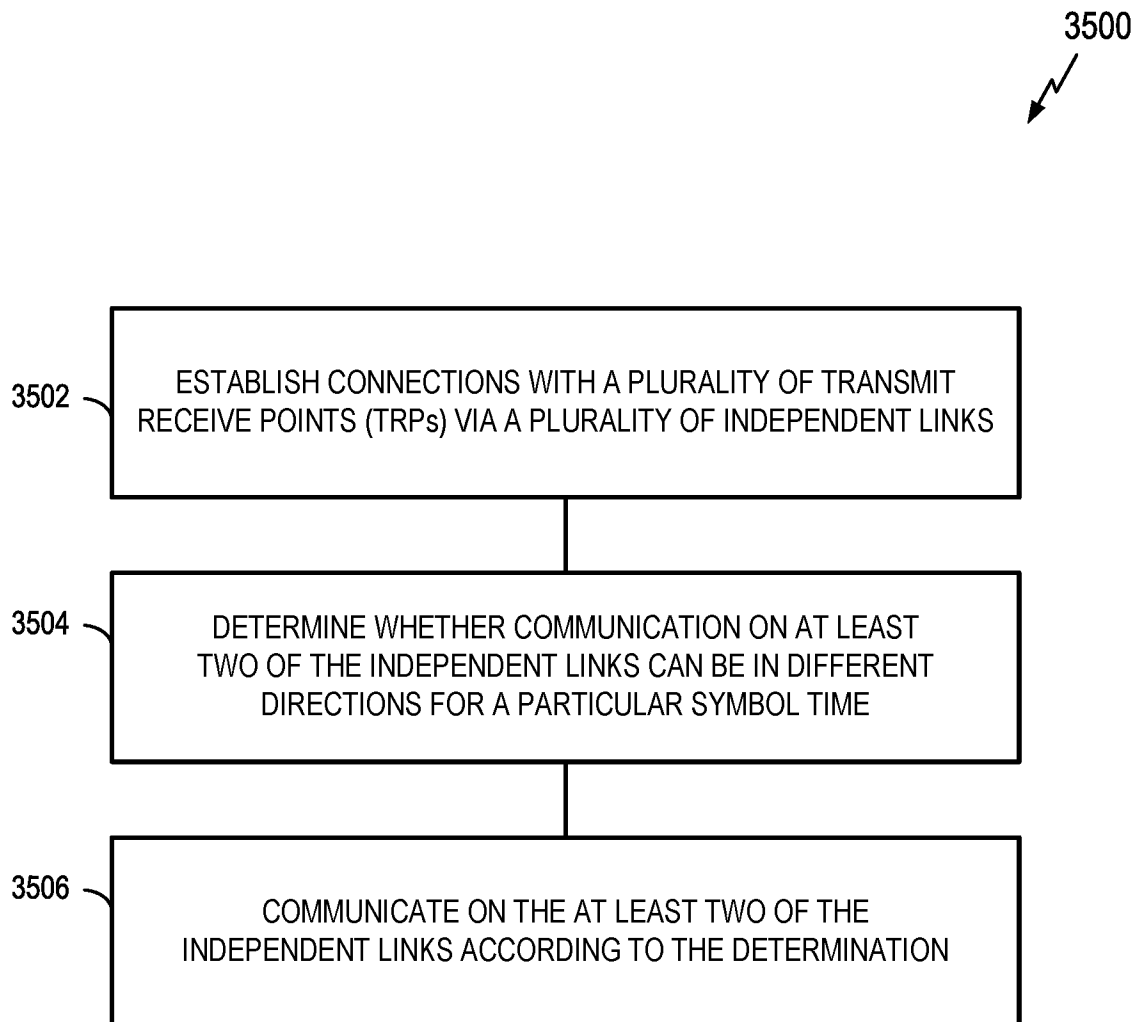 3500
3502
ESTABLISH CONNECTIONS WITH A PLURALITY OF TRANSMIT
RECEIVE POINTS (TRPs) VIA A PLURALITY OF INDEPENDENT LINKS
3504
DETERMINE WHETHER COMMUNICATION ON AT LEAST
TWO OF THE INDEPENDENT LINKS CAN BE IN DIFFERENT
DIRECTIONS FOR A PARTICULAR SYMBOL TIME
3506
COMMUNICATE ON THE AT LEAST TWO OF THE
INDEPENDENT LINKS ACCORDING TO THE DETERMINATION